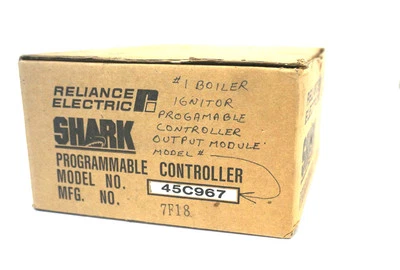 RELIANCE
ELECTRIC
SHARK
PROGRAMMABLE CONTROLLER
MODEL NO. 45C967
MFG. NO. 7F18
#1 BOILER
IGNITOR
PROGAMABLE
CONTROLLER
OUTPUT MODULE
MODEL #